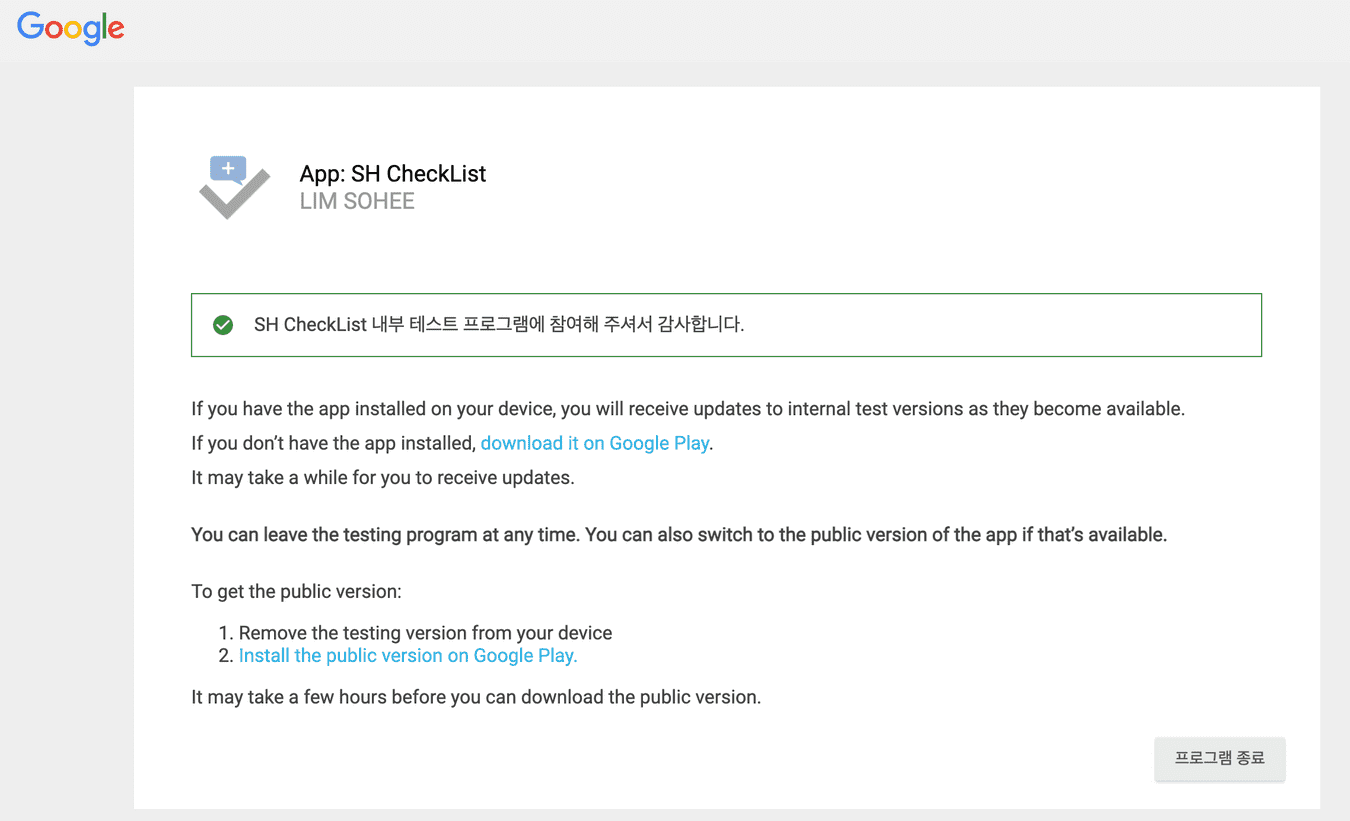 Google
App: SH CheckList
LIM SOHEE
SH CheckList 내부 테스트 프로그램에 참여해 주셔서 감사합니다.
If you have the app installed on your device, you will receive updates to internal test versions as they become available.
If you don’t have the app installed, download it on Google Play.
It may take a while for you to receive updates.
You can leave the testing program at any time. You can also switch to the public version of the app if that’s available.
To get the public version:
1. Remove the testing version from your device
2. Install the public version on Google Play.
It may take a few hours before you can download the public version.
프로그램 종료